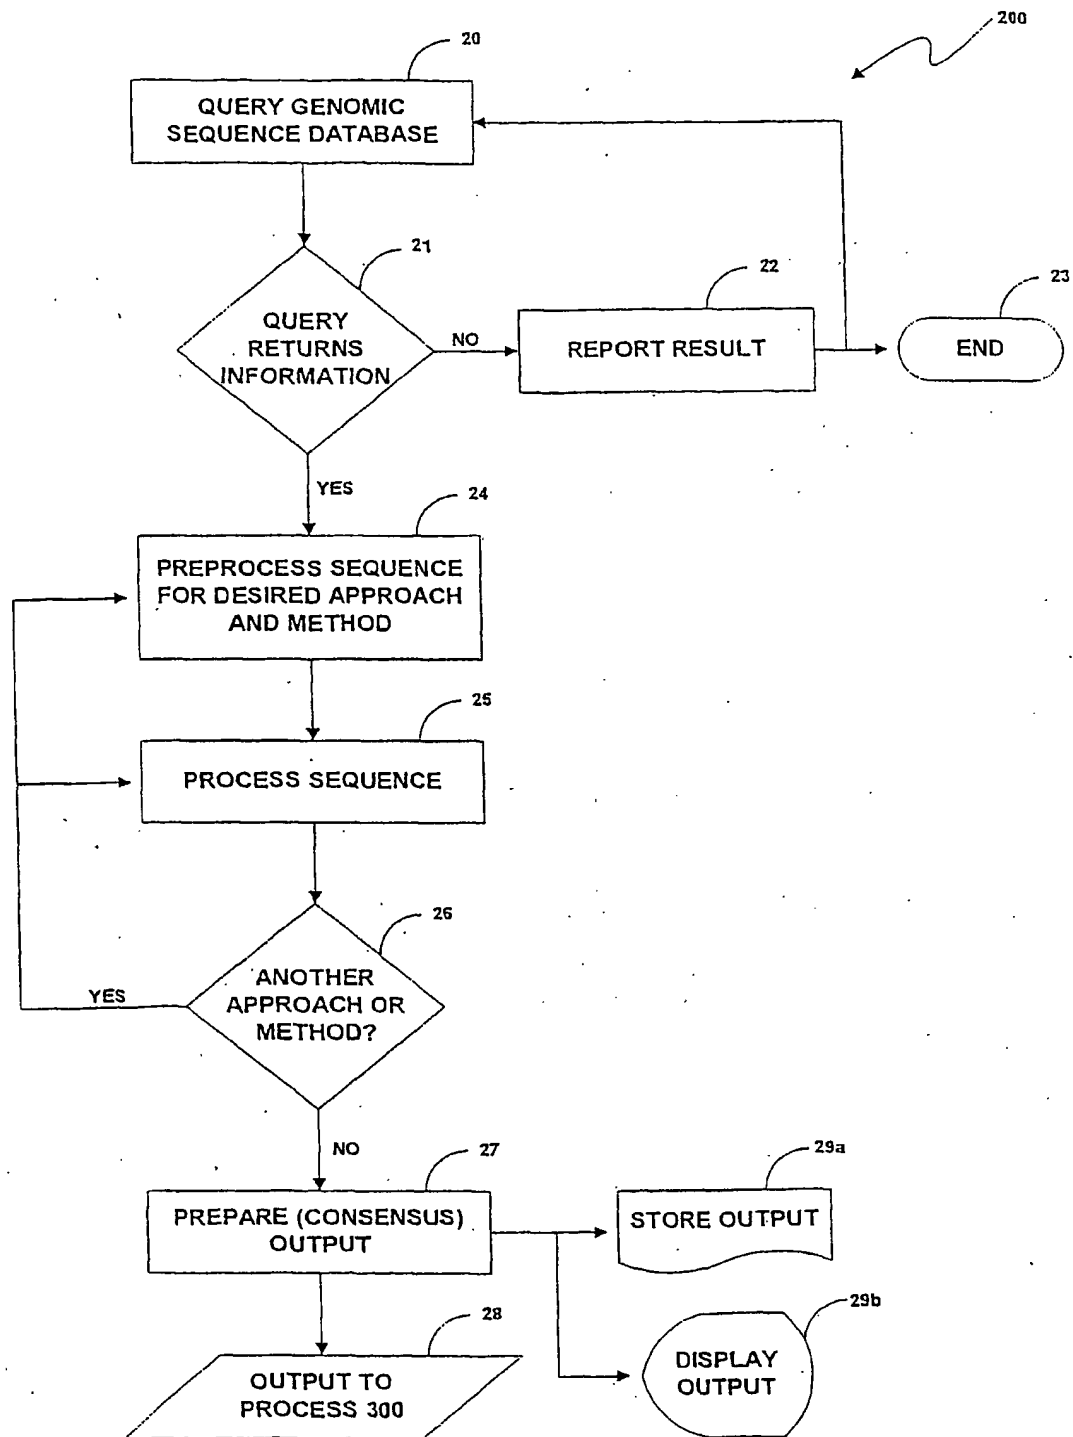 200
20
QUERY GENOMIC
SEQUENCE DATABASE
21
QUERY
RETURNS
INFORMATION
NO
22
REPORT RESULT
23
END
YES
24
PREPROCESS SEQUENCE
FOR DESIRED APPROACH
AND METHOD
25
PROCESS SEQUENCE
26
ANOTHER
APPROACH OR
METHOD?
YES
NO
27
PREPARE (CONSENSUS)
OUTPUT
29a
STORE OUTPUT
28
OUTPUT TO
PROCESS 300
29b
DISPLAY
OUTPUT